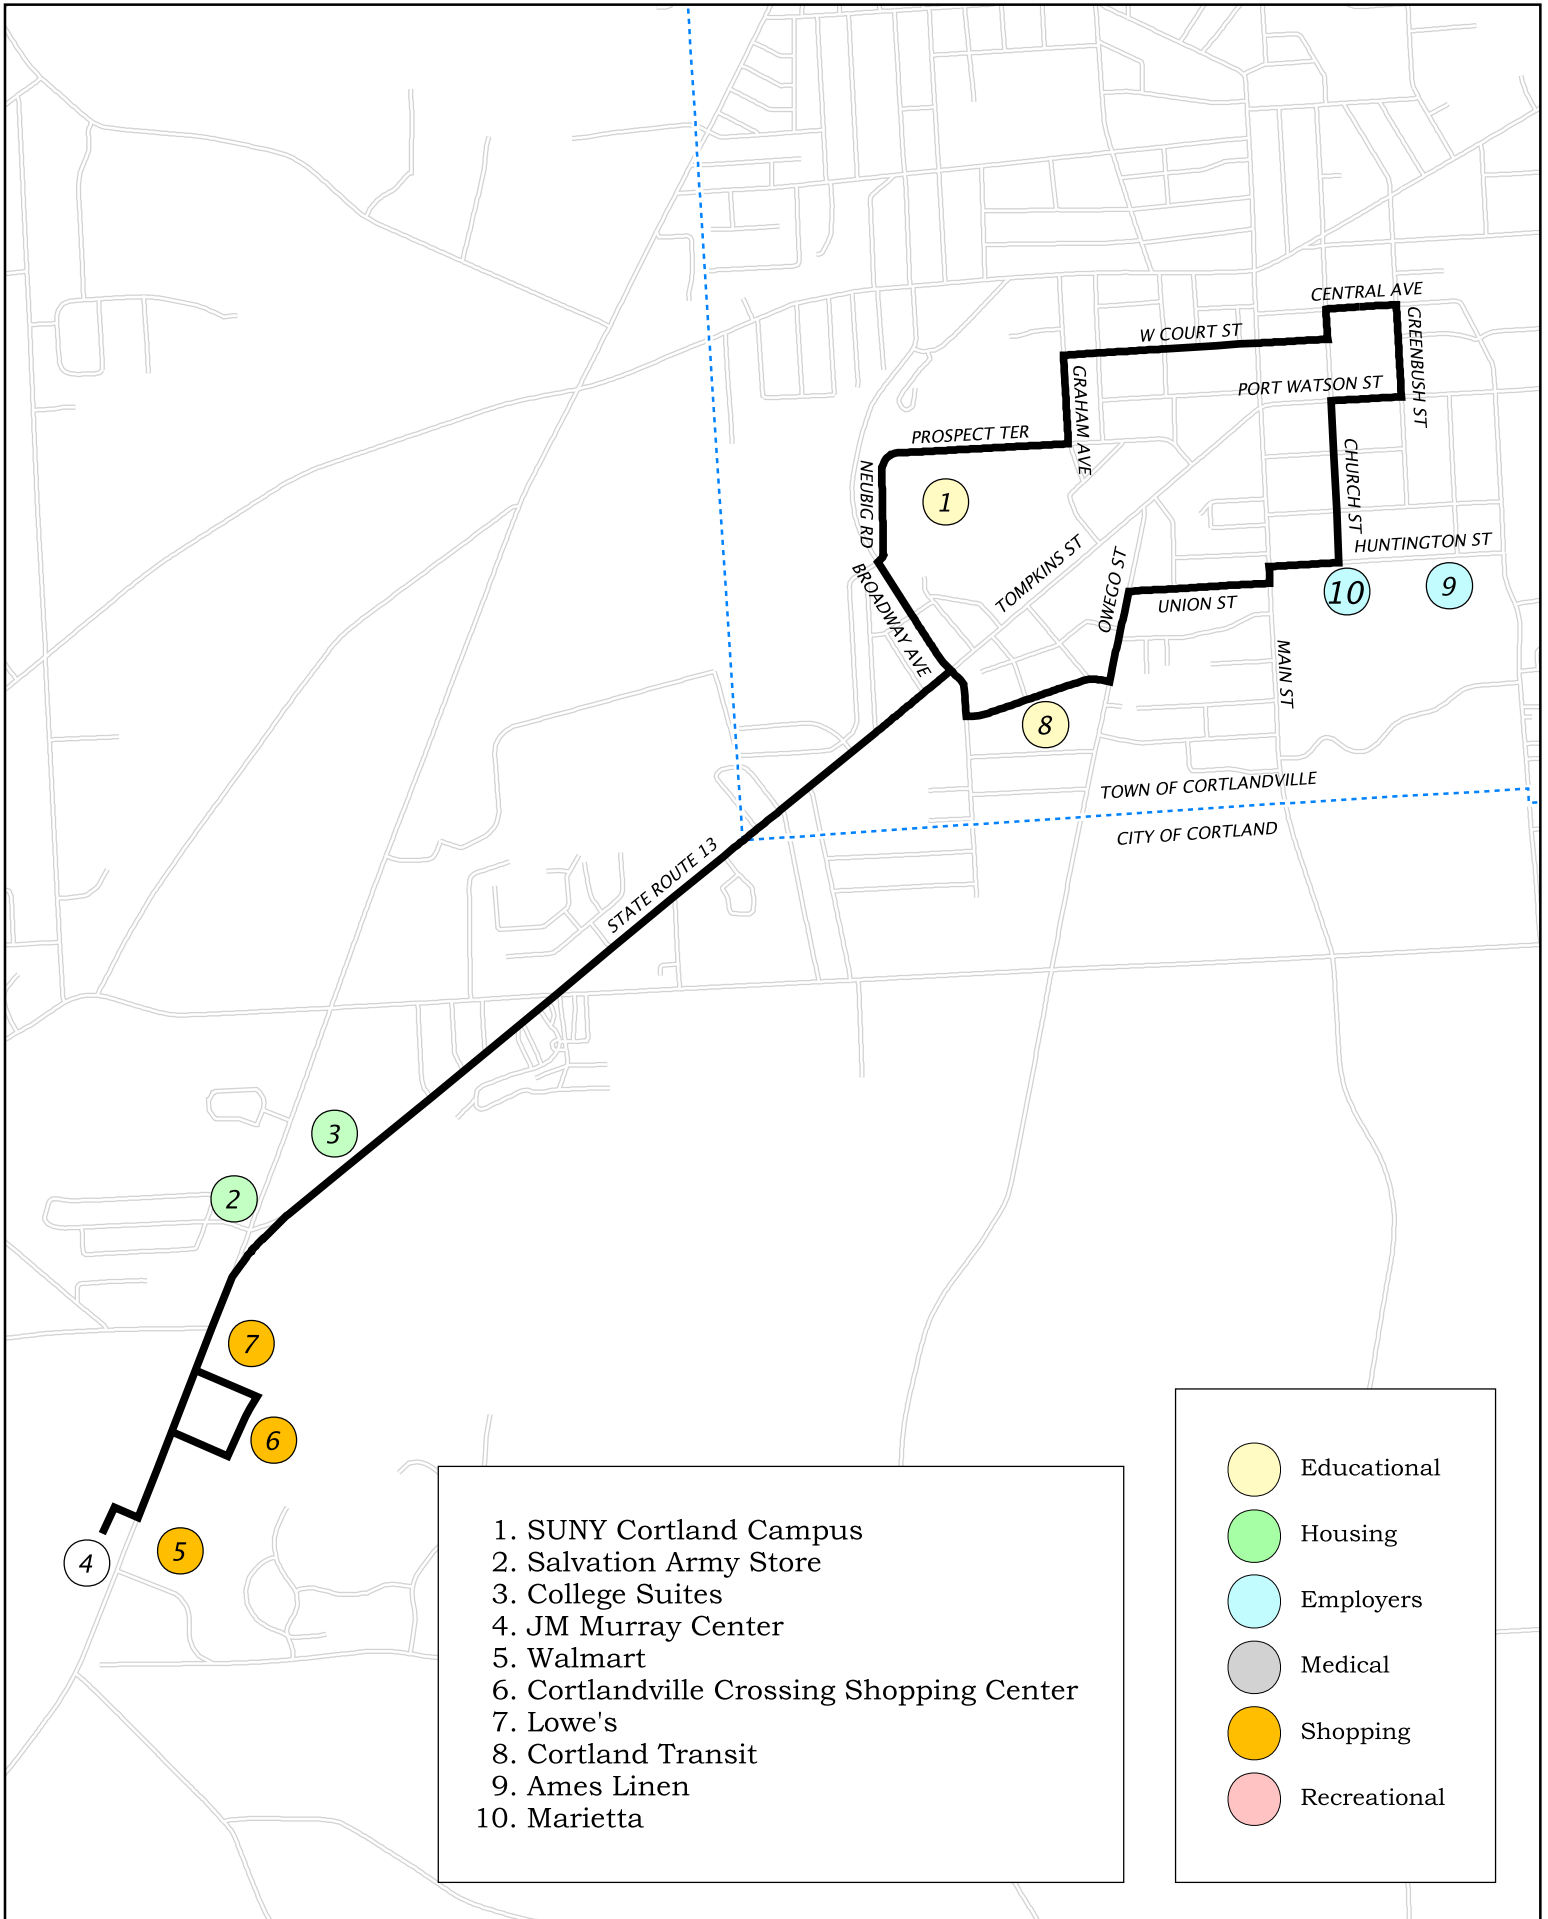 CENTRAL AVE
W COURT ST
GREENBUSH ST
PORT WATSON ST
GRAHAM AVE
PROSPECT TER
CHURCH ST
NEUBIG RD
1
HUNTINGTON ST
TOMPKINS ST
OWEGO ST
BROADWAY AVE
10
9
UNION ST
MAIN ST
8
TOWN OF CORTLANDVILLE
CITY OF CORTLAND
STATE ROUTE 13
3
2
7
6
5
4
1. SUNY Cortland Campus
2. Salvation Army Store
3. College Suites
4. JM Murray Center
5. Walmart
6. Cortlandville Crossing Shopping Center
7. Lowe's
8. Cortland Transit
9. Ames Linen
10. Marietta
Educational
Housing
Employers
Medical
Shopping
Recreational